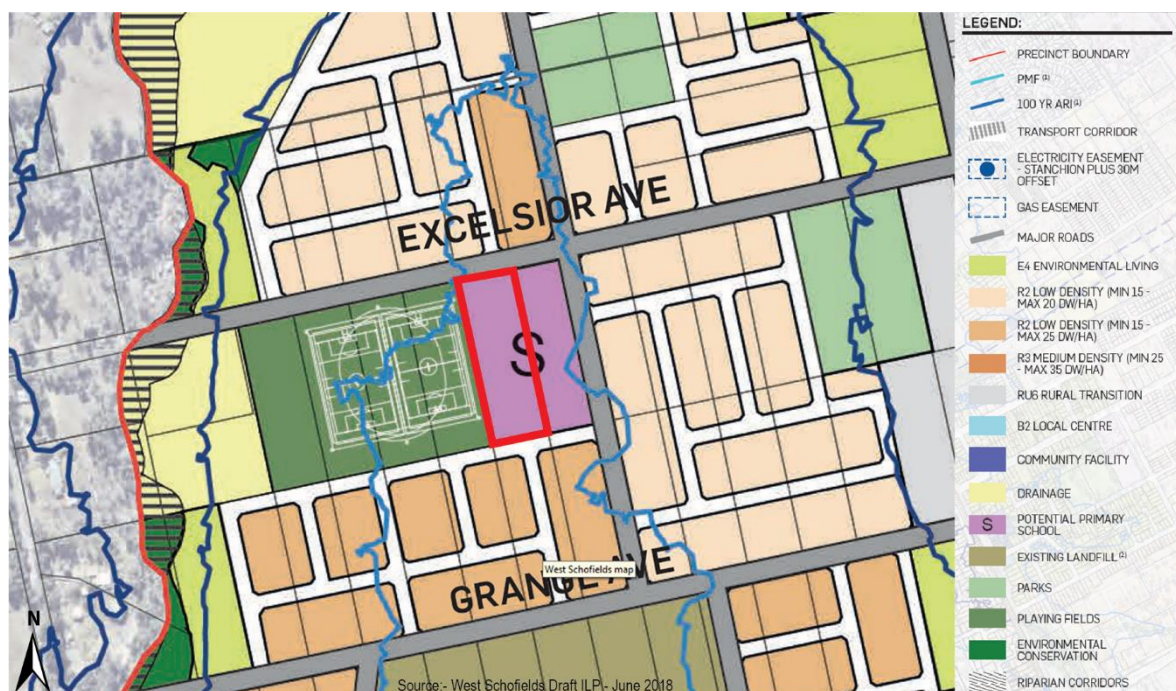 EXCELSIOR AVE
S
West Schofields map
GRANGE AVE
N
Source:- West Schofields Draft ILP - June 2018
LEGEND:
PRECINCT BOUNDARY
PMF (1)
100 YR ARI (1)
TRANSPORT CORRIDOR
ELECTRICITY EASEMENT
- STANCHION PLUS 30M
OFFSET
GAS EASEMENT
MAJOR ROADS
E4 ENVIRONMENTAL LIVING
R2 LOW DENSITY (MIN 15 -
MAX 20 DW/HA)
R2 LOW DENSITY (MIN 15 -
MAX 25 DW/HA)
R3 MEDIUM DENSITY (MIN 25
- MAX 35 DW/HA)
RU6 RURAL TRANSITION
B2 LOCAL CENTRE
COMMUNITY FACILITY
DRAINAGE
S
POTENTIAL PRIMARY
SCHOOL
EXISTING LANDFILL (2)
PARKS
PLAYING FIELDS
ENVIRONMENTAL
CONSERVATION
RIPARIAN CORRIDORS